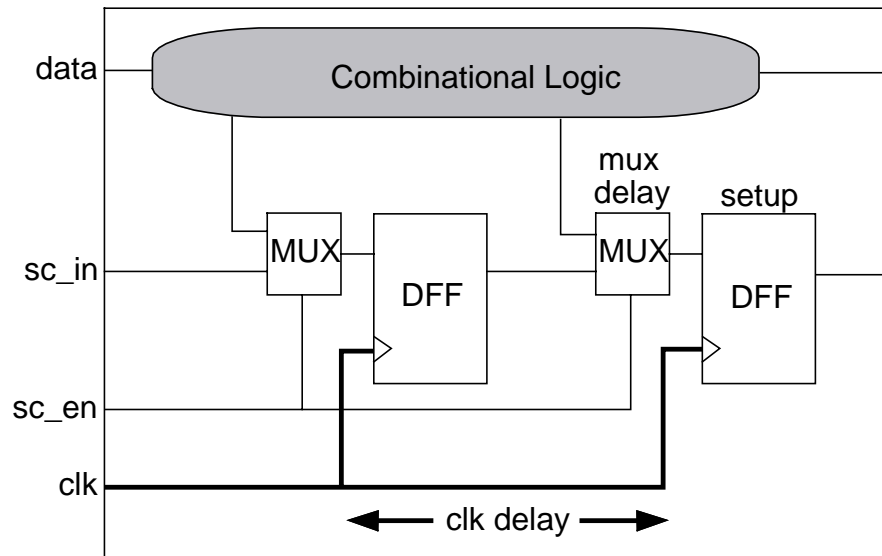 data
Combinational Logic
mux
delay
setup
MUX
MUX
sc_in
DFF
DFF
sc_en
clk
clk delay